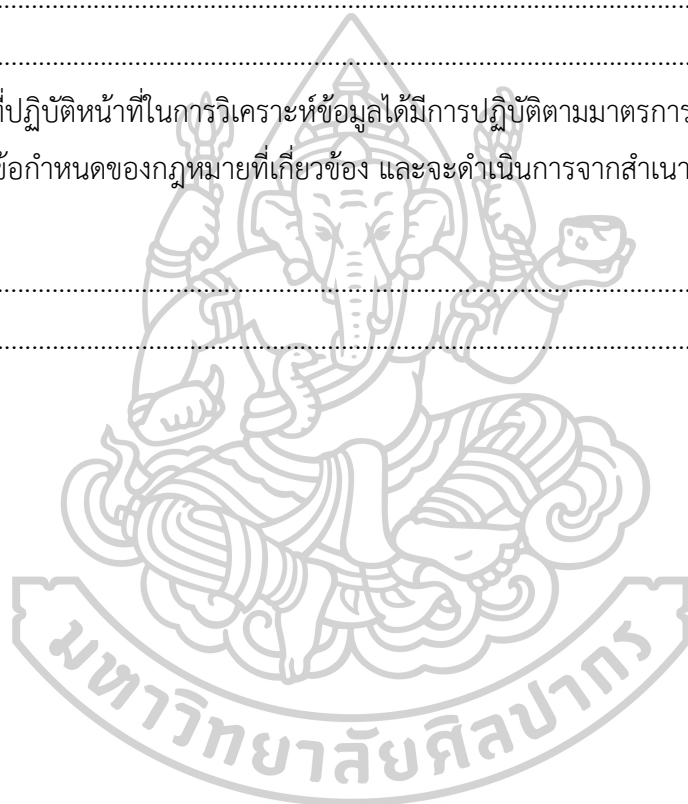 ................................................................................................................
................................................................................................................
ที่ปฏิบัติหน้าที่ในการวิเคราะห์ข้อมูลได้มีการปฏิบัติตามมาตรการ
ข้อกำหนดของกฎหมายที่เกี่ยวข้อง และจะดำเนินการจากสำเนา
................................................................................................................
................................................................................................................
มหาวิทยาลัยศิลปากร